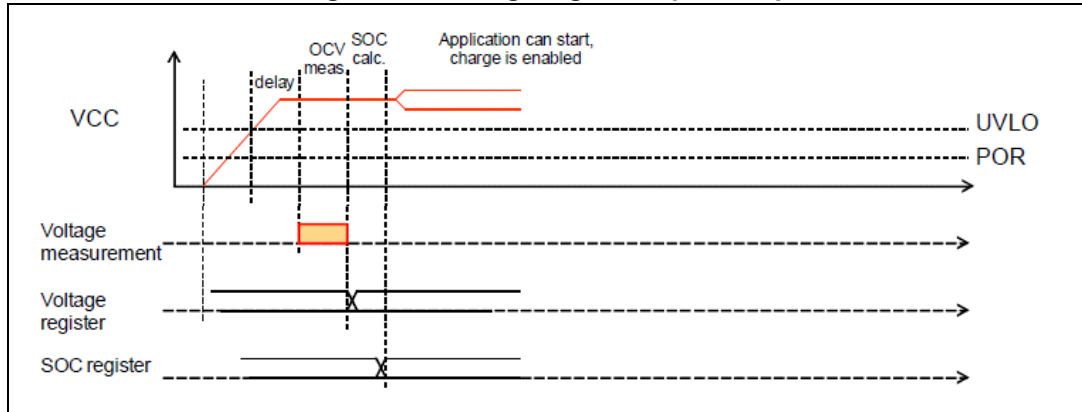 delay
OCV
meas.
SOC
calc.
Application can start,
charge is enabled
VCC
UVLO
POR
Voltage
measurement
Voltage
register
SOC register